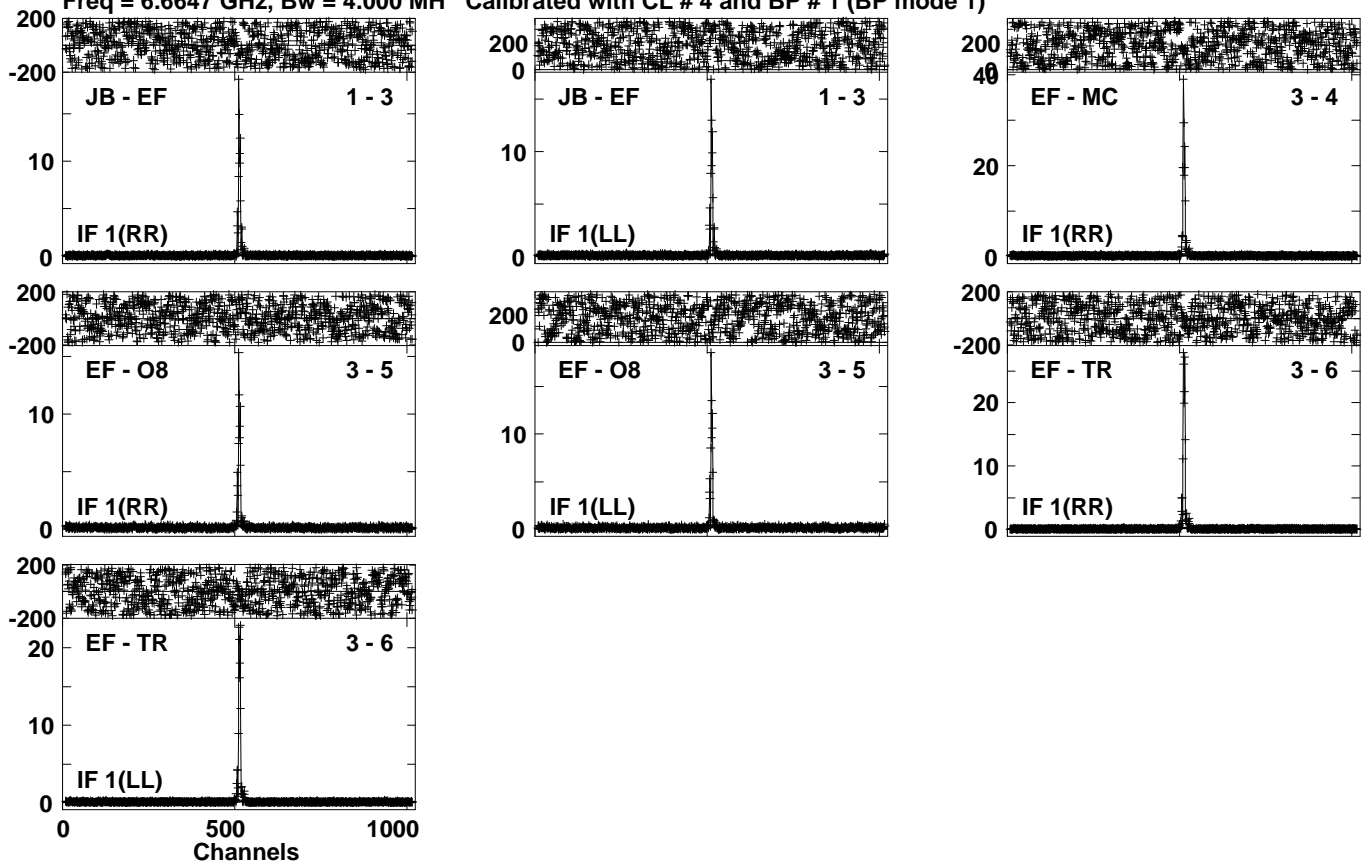 Freq = 6.6647 GHz, Bw = 4.000 MH Calibrated with CL # 4 and BP # 1 (BP mode 1)
200
-200
JB - EF 1 - 3
10
IF 1(RR)
0
200
0
JB - EF 1 - 3
10
IF 1(LL)
0
200
0
40
EF - MC 3 - 4
20
IF 1(RR)
0
200
-200
EF - O8 3 - 5
10
IF 1(RR)
0
200
0
EF - O8 3 - 5
10
IF 1(LL)
0
200
-200
EF - TR 3 - 6
20
10
IF 1(RR)
0
200
-200
EF - TR 3 - 6
20
10
IF 1(LL)
0
0 500 1000
Channels